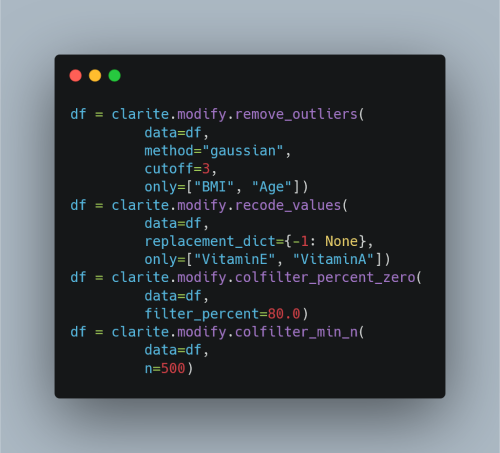 df = clarite.modify.remove_outliers(
         data=df,
         method="gaussian",
         cutoff=3,
         only=["BMI", "Age"])
df = clarite.modify.recode_values(
         data=df,
         replacement_dict={-1: None},
         only=["VitaminE", "VitaminA"])
df = clarite.modify.colfilter_percent_zero(
         data=df,
         filter_percent=80.0)
df = clarite.modify.colfilter_min_n(
         data=df,
         n=500)